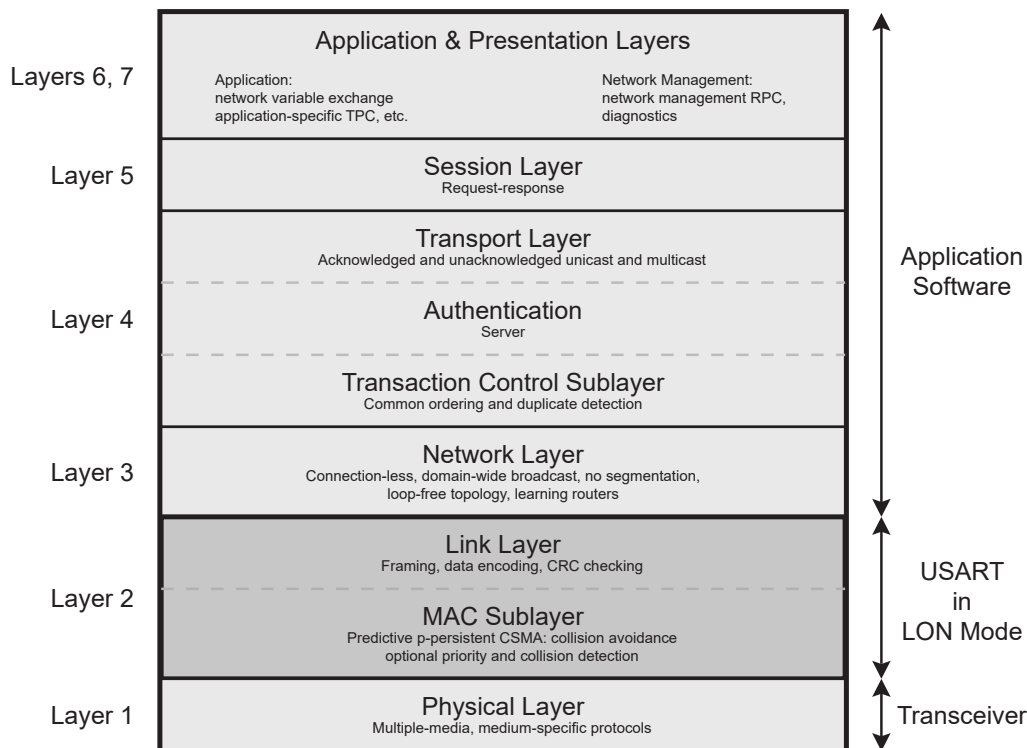 Application & Presentation Layers
Layers 6, 7
Application:
network variable exchange
application-specific TPC, etc.
Network Management:
network management RPC,
diagnostics
Layer 5
Session Layer
Request-response
Transport Layer
Acknowledged and unacknowledged unicast and multicast
Layer 4
Authentication
Server
Transaction Control Sublayer
Common ordering and duplicate detection
Layer 3
Network Layer
Connection-less, domain-wide broadcast, no segmentation,
loop-free topology, learning routers
Application
Software
Layer 2
Link Layer
Framing, data encoding, CRC checking
MAC Sublayer
Predictive p-persistent CSMA: collision avoidance
optional priority and collision detection
USART
in
LON Mode
Layer 1
Physical Layer
Multiple-media, medium-specific protocols
Transceiver